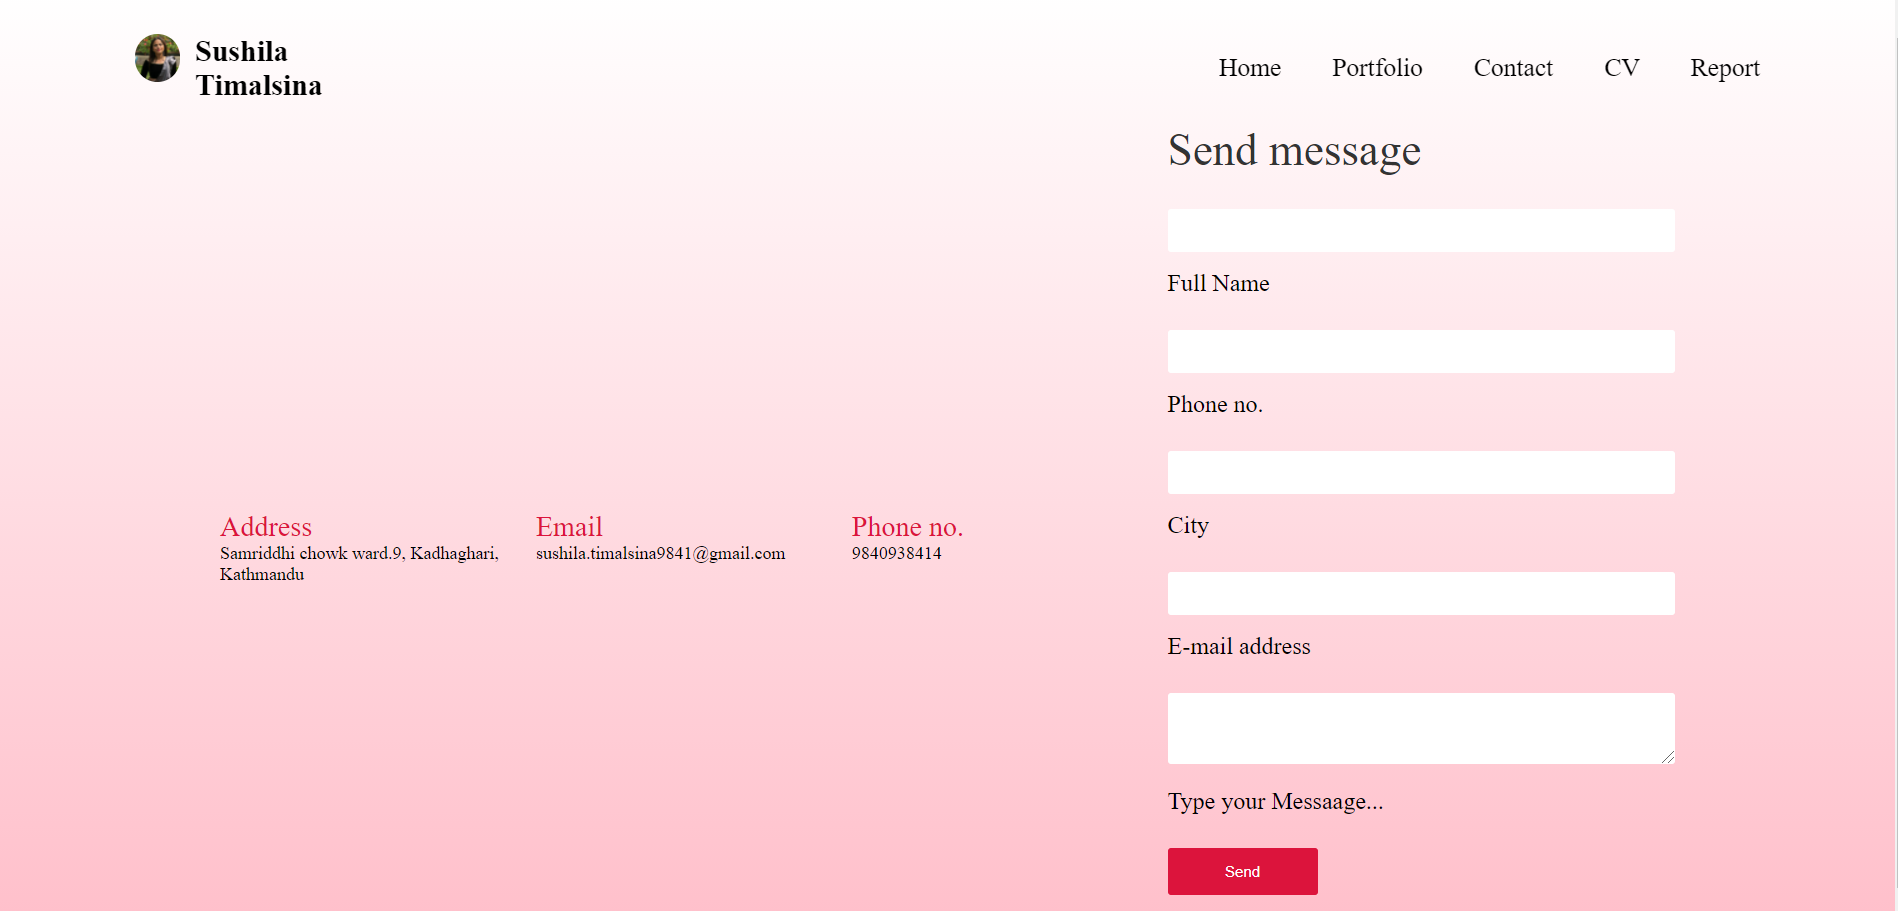 Sushila
Timalsina
Home Portfolio Contact CV Report
Send message
Full Name
Phone no.
City
E-mail address
Type your Messaage...
Send
Address
Samriddhi chowk ward.9, Kadhaghari,
Kathmandu
Email
sushila.timalsina9841@gmail.com
Phone no.
9840938414